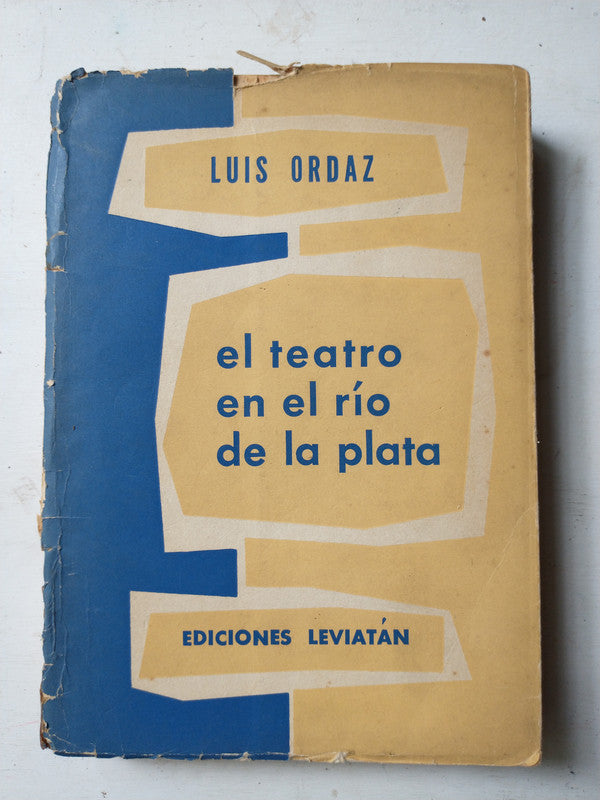 LUIS ORDAZ
el teatro
en el río
de la plata
EDICIONES LEVIATÁN